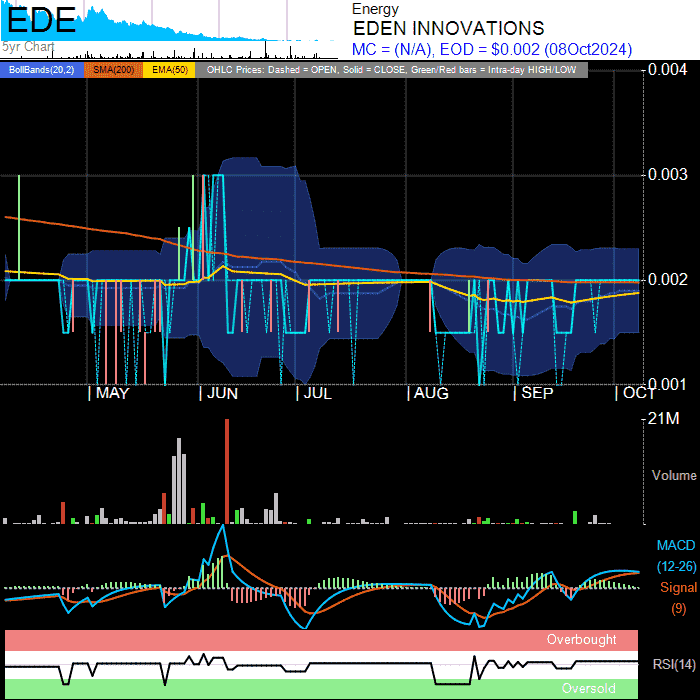 EDE
5yr Chart
Energy
EDEN INNOVATIONS
MC = (N/A), EOD = $0.002 (08Oct2024)
BollBands(20,2) SMA(200) EMA(50) OHLC Prices: Dashed = OPEN, Solid = CLOSE, Green/Red bars = Intra-day HIGH/LOW
0.004
0.003
0.002
0.001
MAY JUN JUL AUG SEP OCT
21M
Volume
MACD
(12-26)
Signal
(9)
Overbought
RSI(14)
Oversold